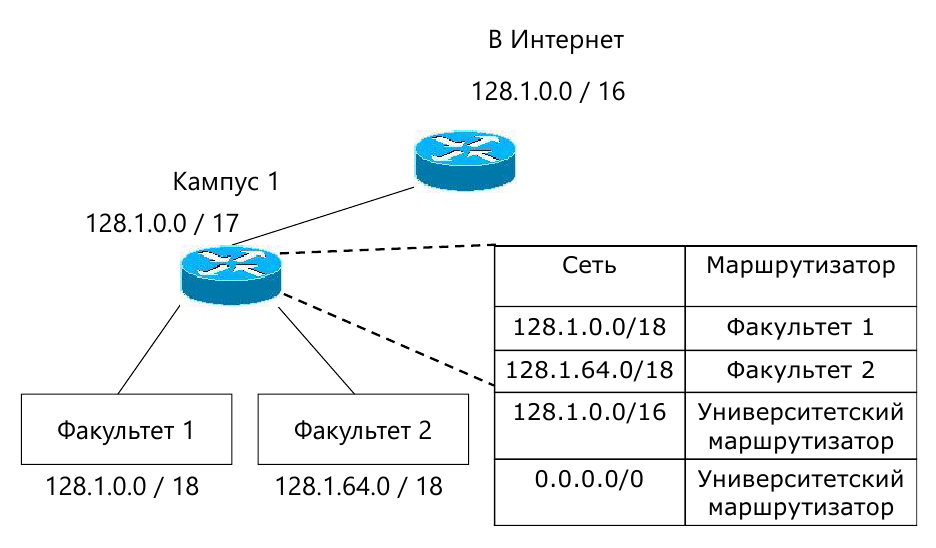 В Интернет
128.1.0.0 / 16
Кампус 1
128.1.0.0 / 17
Факультет 1
128.1.0.0 / 18
Факультет 2
128.1.64.0 / 18
Сеть
Маршрутизатор
128.1.0.0/18
Факультет 1
128.1.64.0/18
Факультет 2
128.1.0.0/16
Университетский
маршрутизатор
0.0.0.0/0
Университетский
маршрутизатор